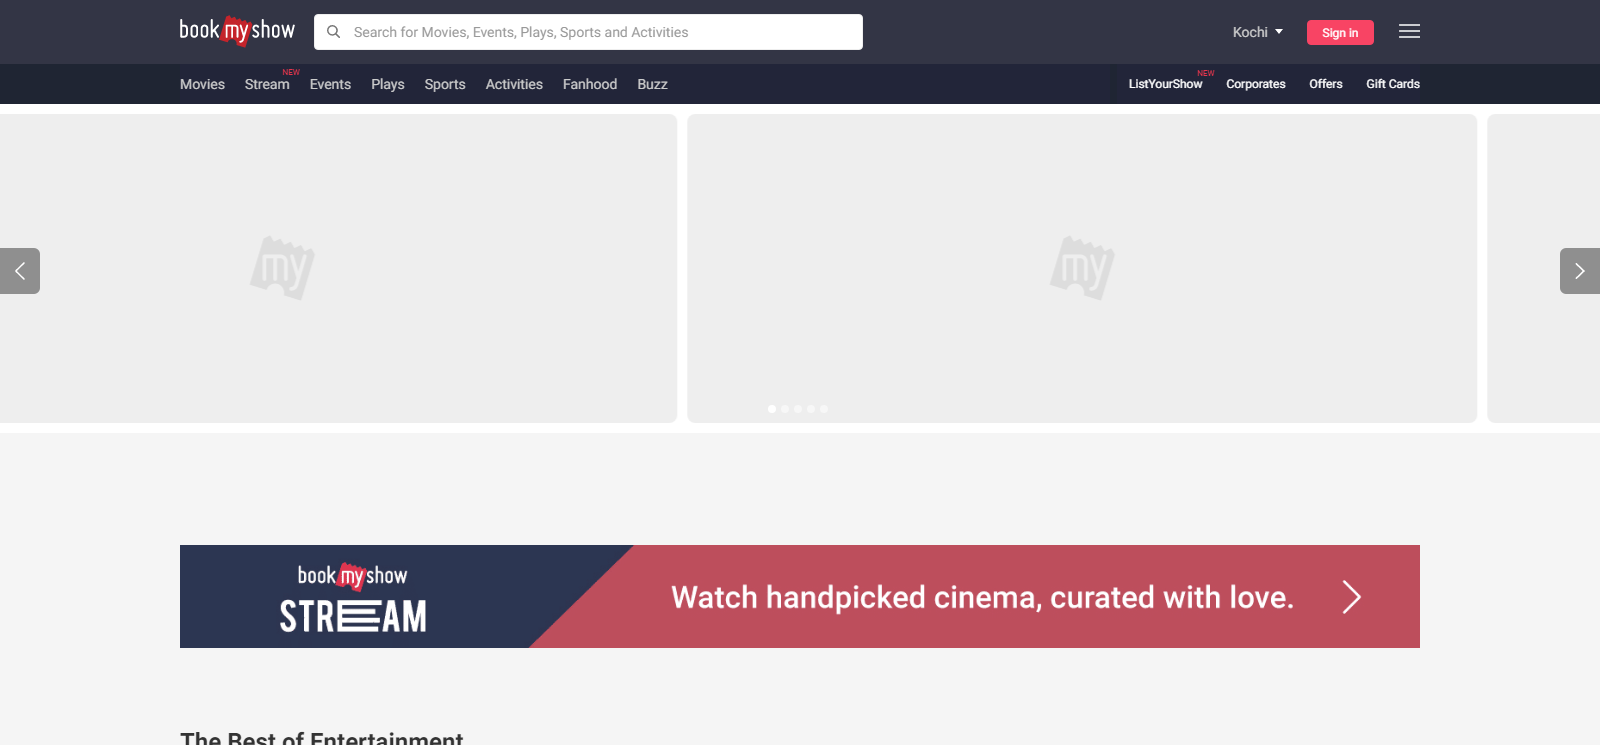 book my show
Search for Movies, Events, Plays, Sports and Activities
Kochi
Sign in
Movies
Stream
NEW
Events
Plays
Sports
Activities
Fanhood
Buzz
ListYourShow
NEW
Corporates
Offers
Gift Cards
my
my
book my show
STREAM
Watch handpicked cinema, curated with love.
The Best of Entertainment